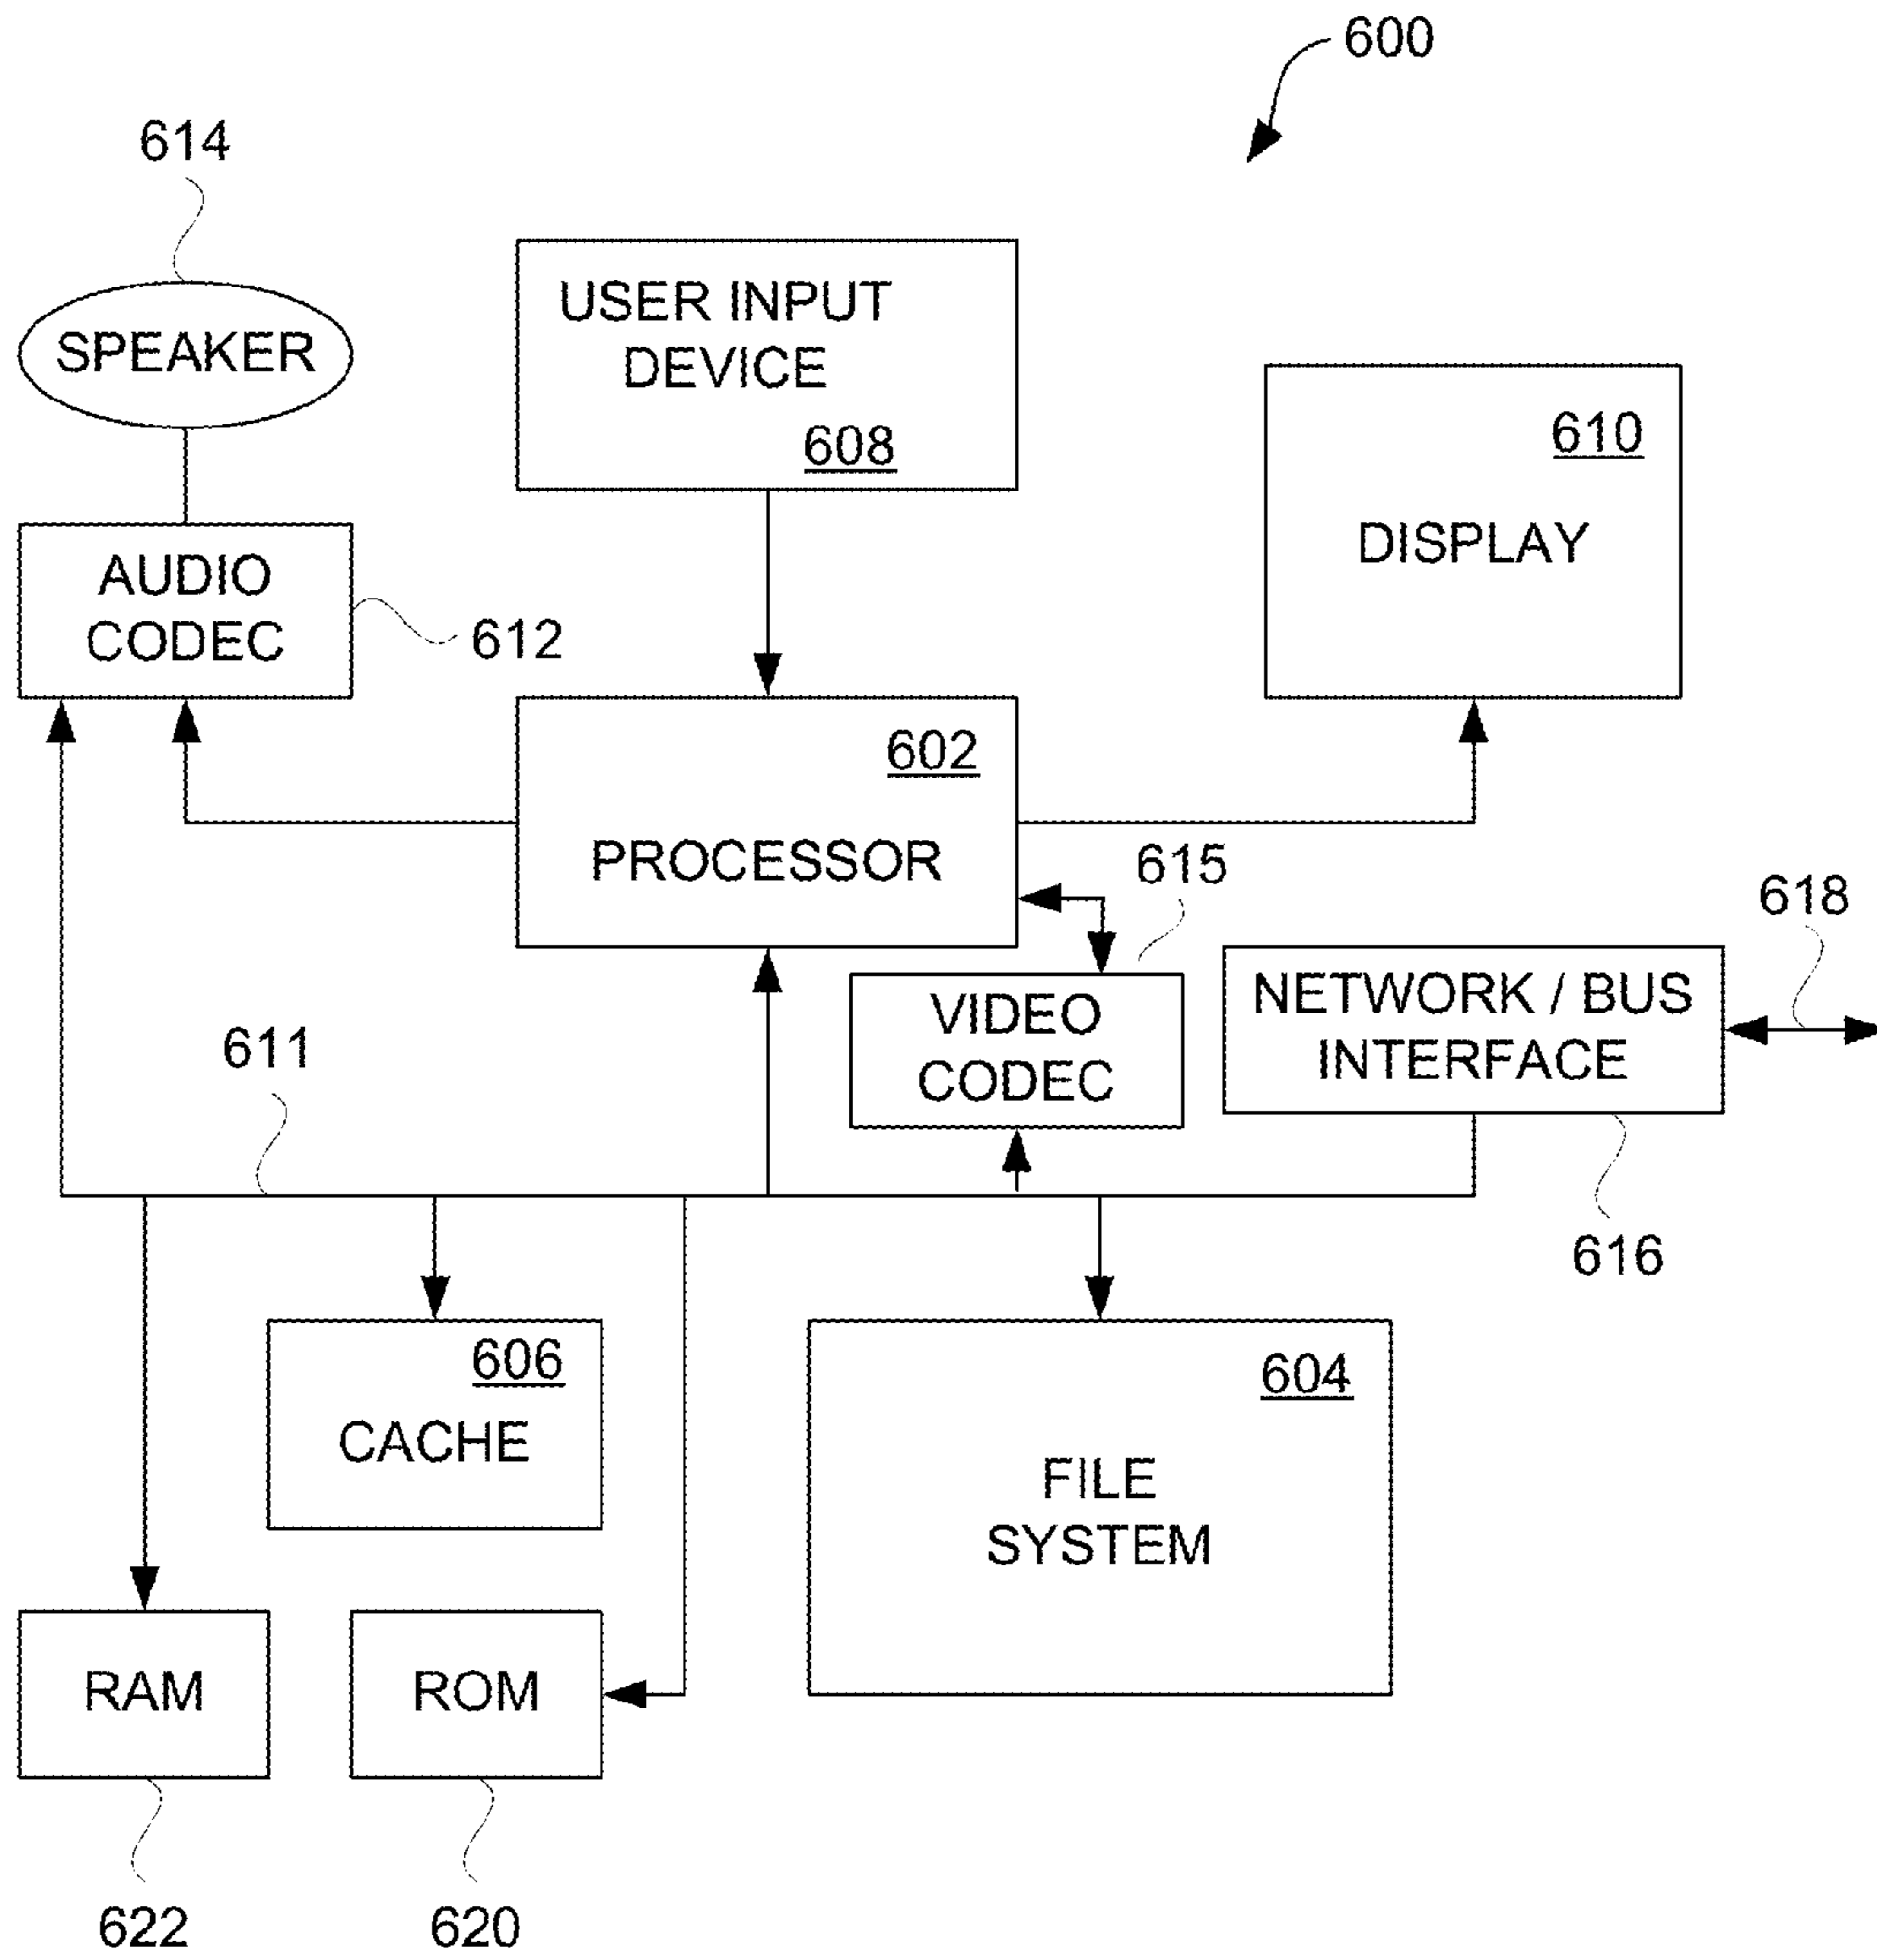 600
614
SPEAKER
USER INPUT
DEVICE
608
610
DISPLAY
AUDIO
CODEC
612
602
PROCESSOR
615
618
VIDEO
CODEC
NETWORK / BUS
INTERFACE
611
616
606
CACHE
604
FILE
SYSTEM
RAM
ROM
622
620